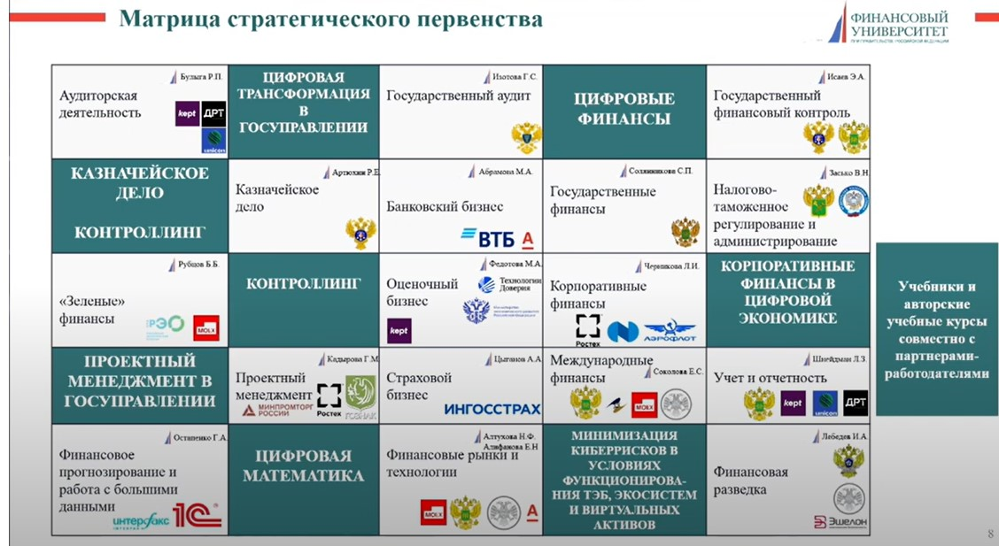 Матрица стратегического первенства
ФИНАНСОВЫЙ
УНИВЕРСИТЕТ
ПРИ ПРАВИТЕЛЬСТВЕ РОССИЙСКОЙ ФЕДЕРАЦИИ
Булыга Р.П.
Аудиторская
деятельность
kept ДРТ
unicon
ЦИФРОВАЯ
ТРАНСФОРМАЦИЯ
В
ГОСУПРАВЛЕНИИ
Изотова Г.С.
Государственный аудит
ЦИФРОВЫЕ
ФИНАНСЫ
Исаев Э.А.
Государственный
финансовый контроль
КАЗНАЧЕЙСКОЕ
ДЕЛО
КОНТРОЛЛИНГ
Артюхин Р.Е
Казначейское
дело
Абрамова М.А.
Банковский бизнес
ВТБ А
Солянникова С.П.
Государственные
финансы
Засько В.Н.
Налогово-
таможенное
регулирование и
администрирование
Рубцов Б.Б.
«Зеленые»
финансы
РЭО
MOEX
КОНТРОЛЛИНГ
Федотова М.А.
Оценочный
бизнес
Технологии
Доверия
kept
Черникова Л.И.
Корпоративные
финансы
Ростех
АЭРОФЛОТ
КОРПОРАТИВНЫЕ
ФИНАНСЫ В
ЦИФРОВОЙ
ЭКОНОМИКЕ
Учебники и
авторские
учебные курсы
совместно с
партнерами-
работодателями
ПРОЕКТНЫЙ
МЕНЕДЖМЕНТ В
ГОСУПРАВЛЕНИИ
Кадырова Г.М
Проектный
менеджмент
МИНПРОМТОРГ
РОССИИ
Ростех
ГОЗНАК
Цыганов А.А.
Страховой
бизнес
ИНГОССТРАХ
Международные
финансы
Соколова Е.С.
MOEX
Шнейдман Л.З.
Учет и отчетность
kept unicon ДРТ
Остапенко Г.А.
Финансовое
прогнозирование и
работа с большими
данными
интерфакс
1С
ЦИФРОВАЯ
МАТЕМАТИКА
Алтухова Н.Ф.
Алифанова Е.Н
Финансовые рынки и
технологии
MOEX А
МИНИМИЗАЦИЯ
КИБЕРРИСКОВ В
УСЛОВИЯХ
ФУНКЦИОНИРОВА-
НИЯ ТЭБ, ЭКОСИСТЕМ
И ВИРТУАЛЬНЫХ
АКТИВОВ
Лебедев И.А.
Финансовая
разведка
Эшелон
8